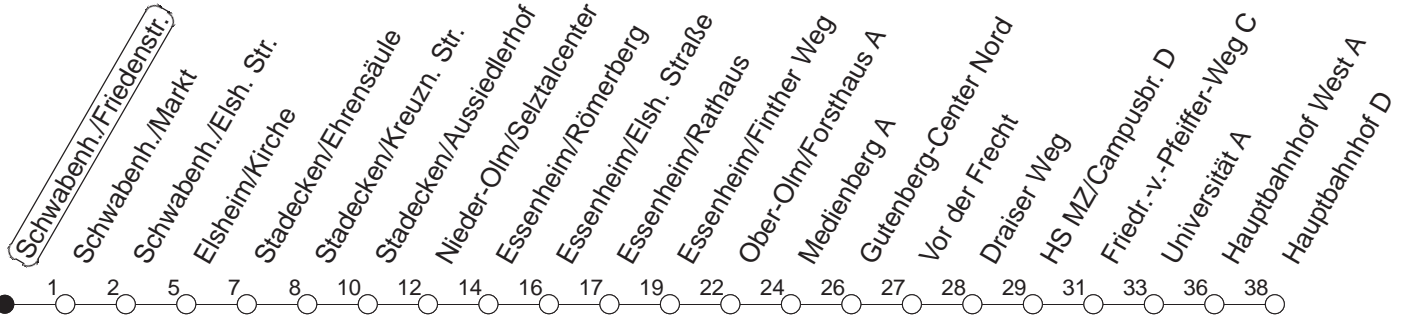 Schwabenh./Friedenstr.
Schwabenh./Markt
Schwabenh./Elsh. Str.
Elsheim/Kirche
Stadecken/Ehrensäule
Stadecken/Kreuzn. Str.
Stadecken/Aussiedlerhof
Nieder-Olm/Selztalcenter
Essenheim/Römerberg
Essenheim/Elsh. Straße
Essenheim/Rathaus
Essenheim/Finther Weg
Ober-Olm/Forsthaus A
Medienberg A
Gutenberg-Center Nord
Vor der Frecht
Draiser Weg
HS MZ/Campusbr. D
Friedr.-v.-Pfeiffer-Weg C
Universität A
Hauptbahnhof West A
Hauptbahnhof D
1 2 5 7 8 10 12 14 16 17 19 22 24 26 27 28 29 31 33 36 38